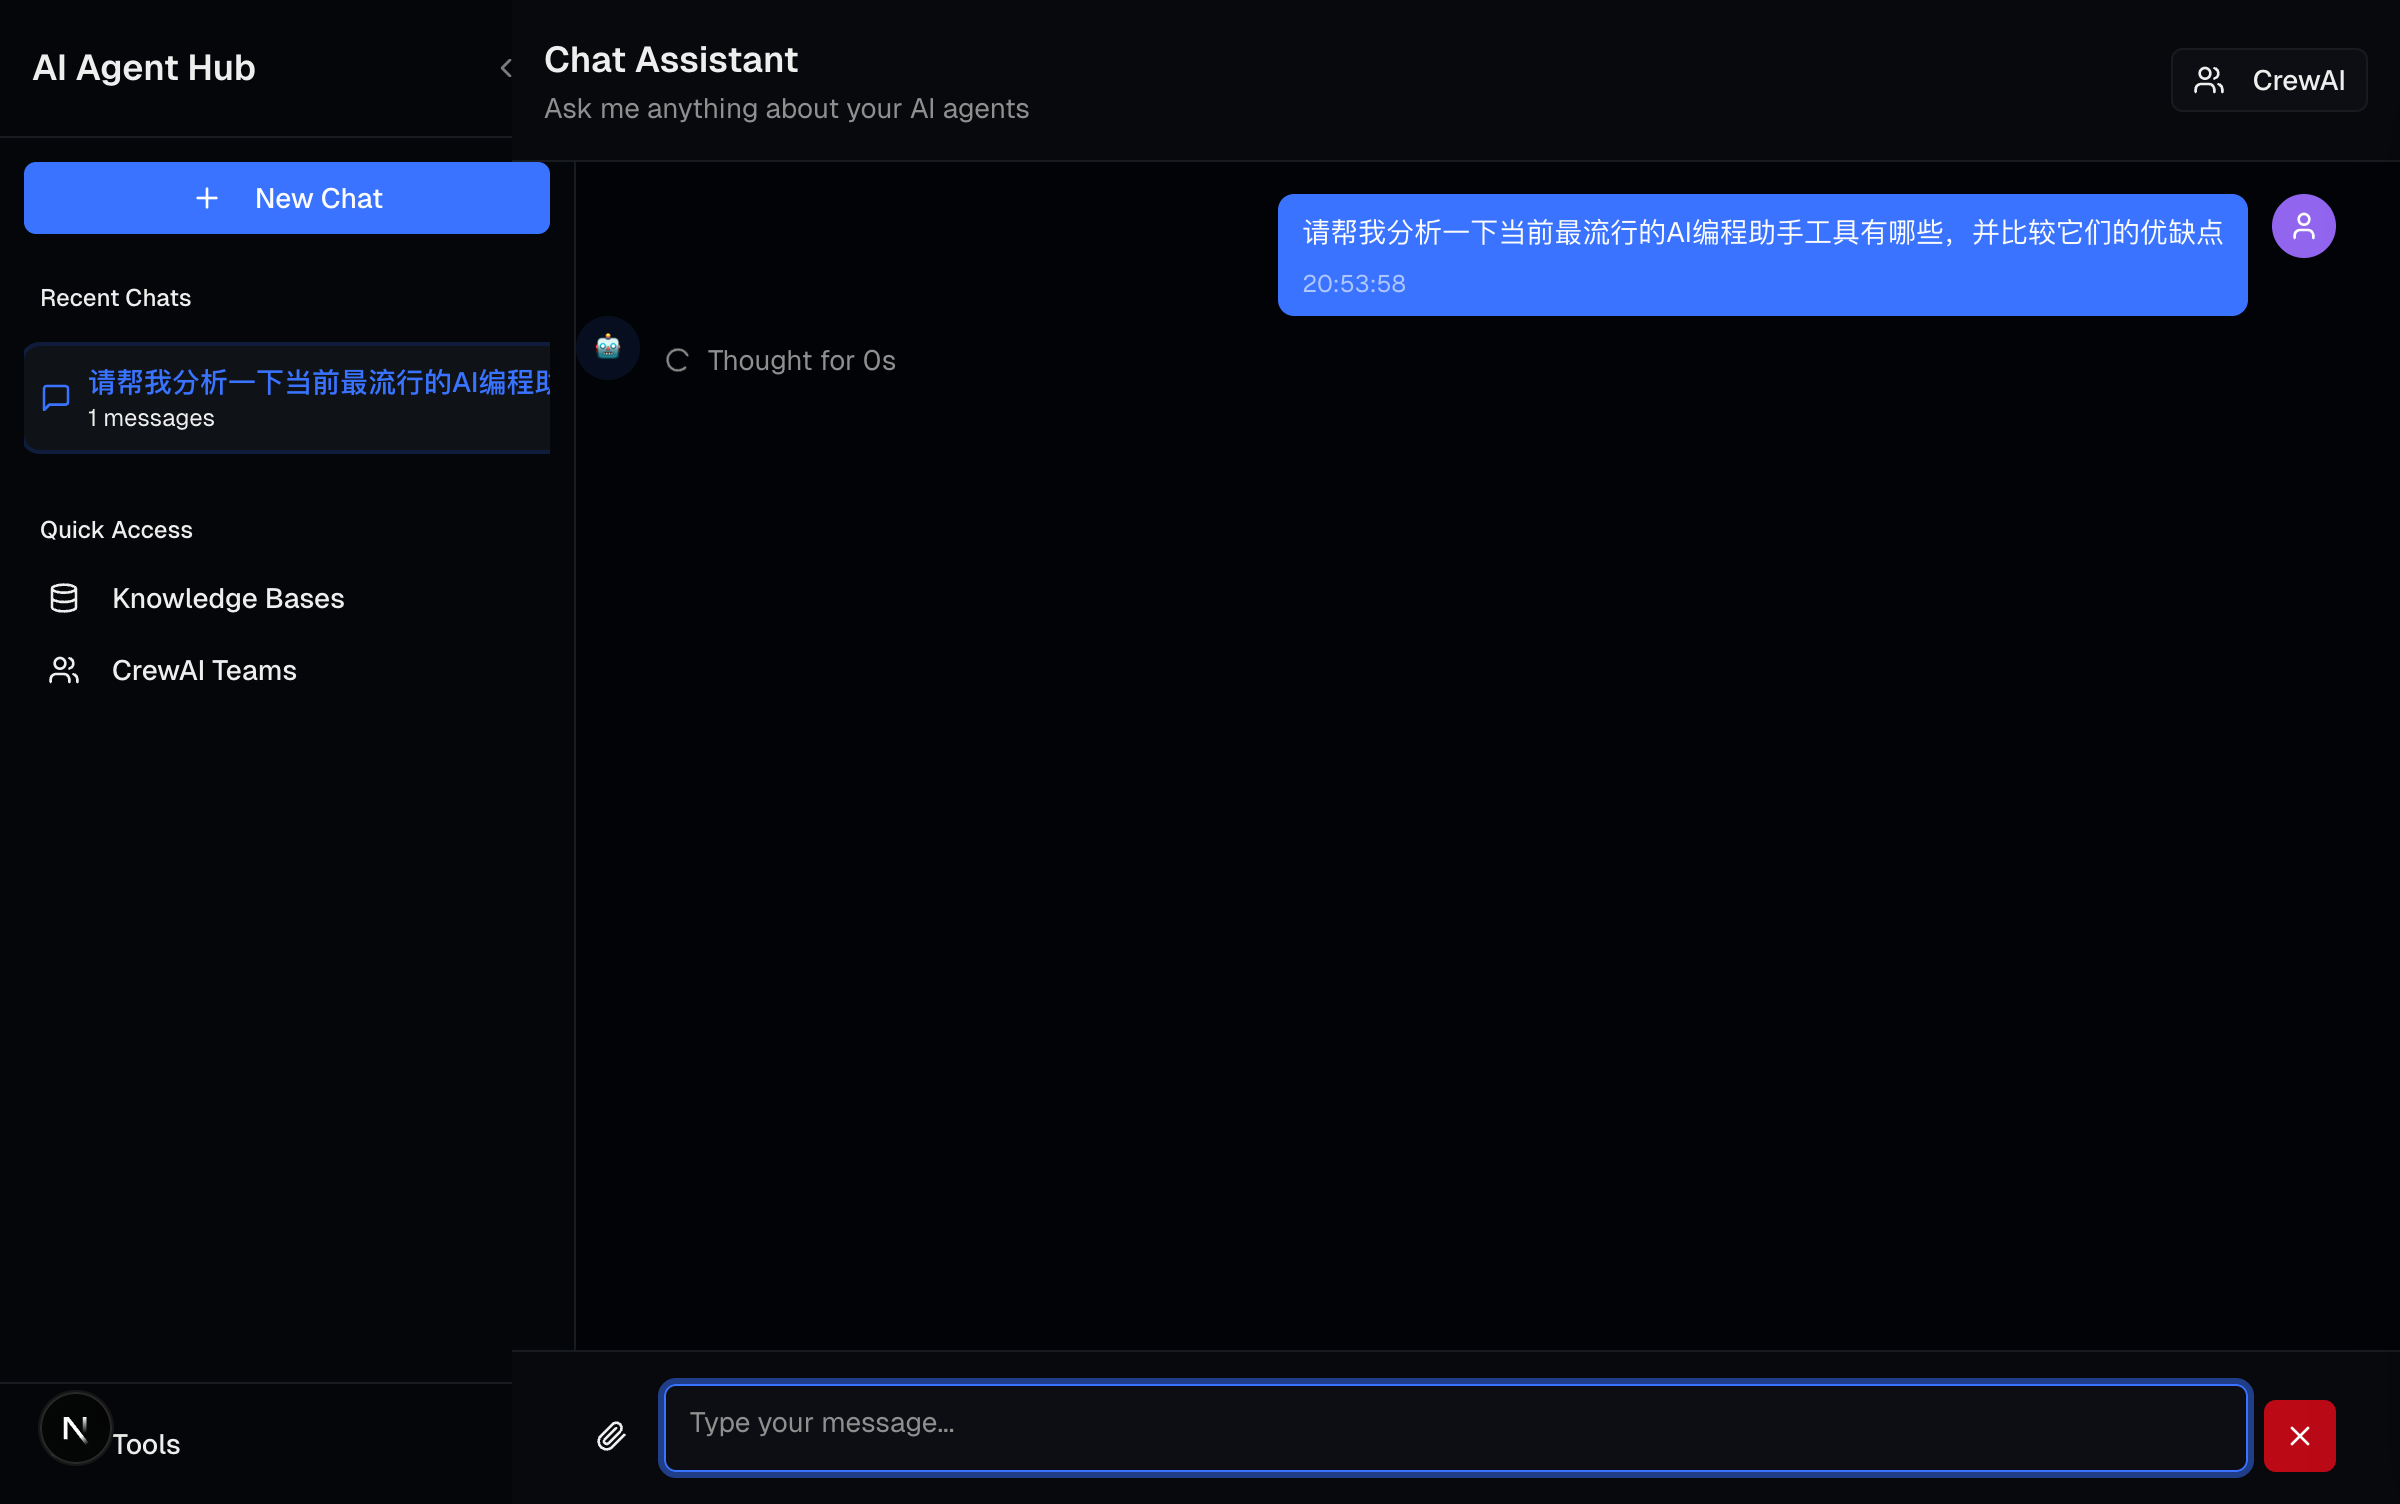 AI Agent Hub
New Chat
Recent Chats
请帮我分析一下当前最流行的AI编程
1 messages
Quick Access
Knowledge Bases
CrewAI Teams
N
Tools
Chat Assistant
Ask me anything about your AI agents
CrewAI
请帮我分析一下当前最流行的AI编程助手工具有哪些，并比较它们的优缺点
20:53:58
Thought for 0s
Type your message...